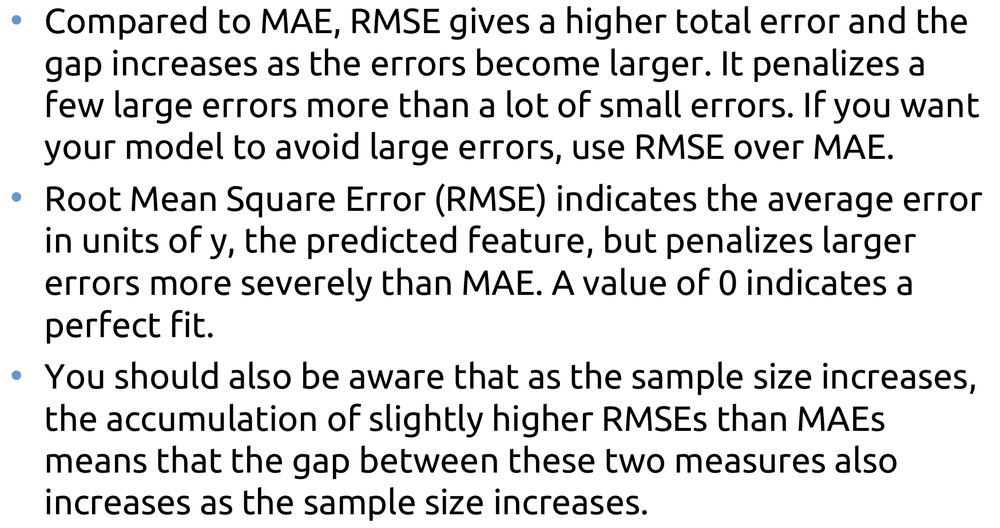 • Compared to MAE, RMSE gives a higher total error and the
gap increases as the errors become larger. It penalizes a
few large errors more than a lot of small errors. If you want
your model to avoid large errors, use RMSE over MAE.
• Root Mean Square Error (RMSE) indicates the average error
in units of y, the predicted feature, but penalizes larger
errors more severely than MAE. A value of 0 indicates a
perfect fit.
• You should also be aware that as the sample size increases,
the accumulation of slightly higher RMSEs than MAEs
means that the gap between these two measures also
increases as the sample size increases.